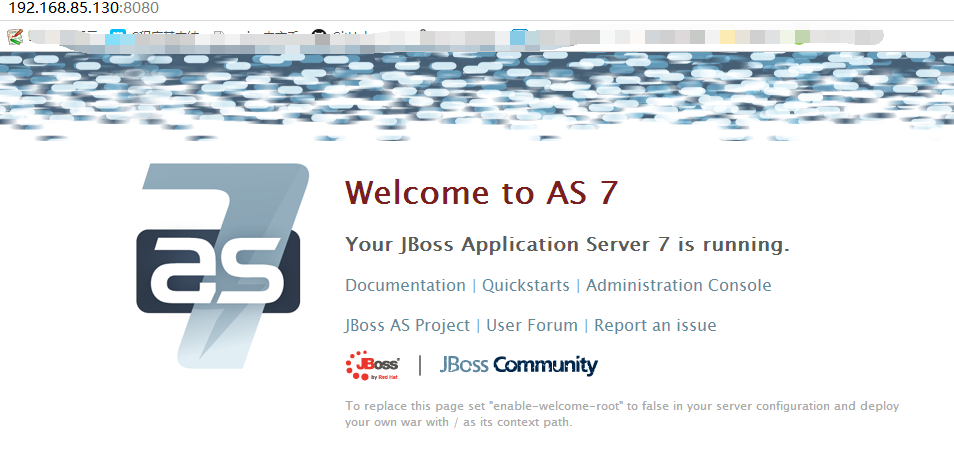 192.168.85.130:8080
as
7
Welcome to AS 7
Your JBoss Application Server 7 is running.
Documentation | Quickstarts | Administration Console
JBoss AS Project | User Forum | Report an issue
JBoss by Red Hat | JBoss Community
To replace this page set "enable-welcome-root" to false in your server configuration and deploy
your own war with / as its context path.